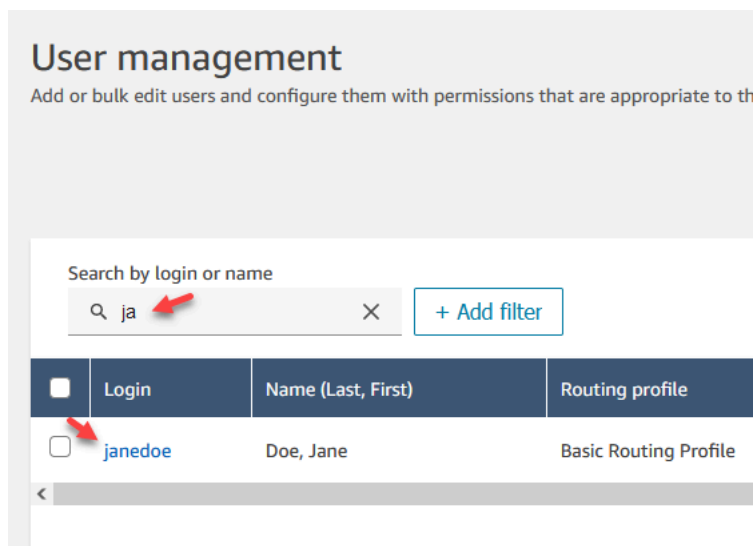 User management
Add or bulk edit users and configure them with permissions that are appropriate to th
Search by login or name
ja
+ Add filter
Login Name (Last, First) Routing profile
janedoe Doe, Jane Basic Routing Profile